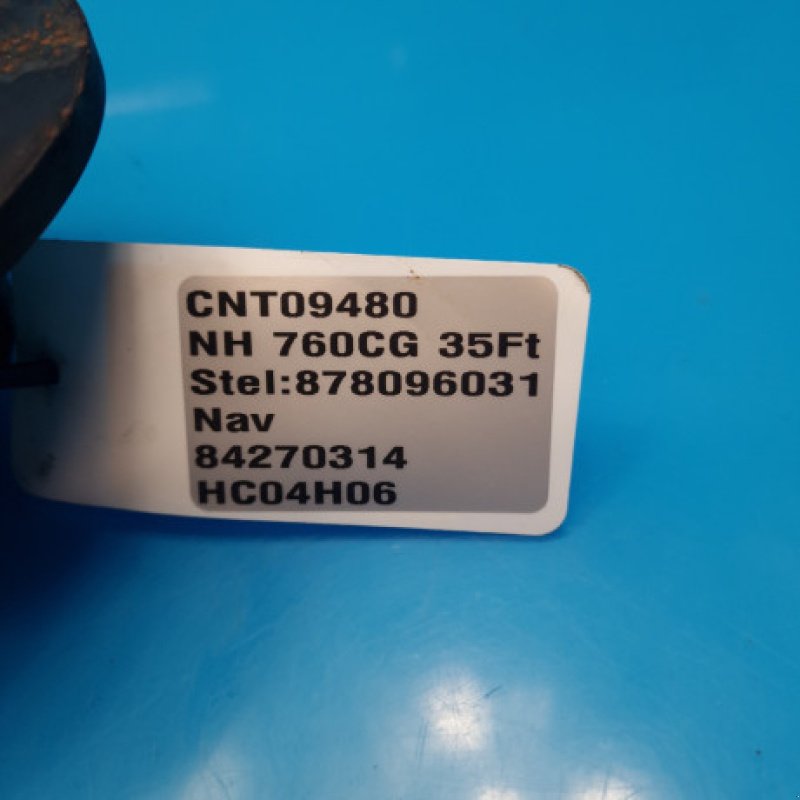 CNT09480
NH 760CG 35Ft
Stel:878096031
Nav
84270314
HC04H06